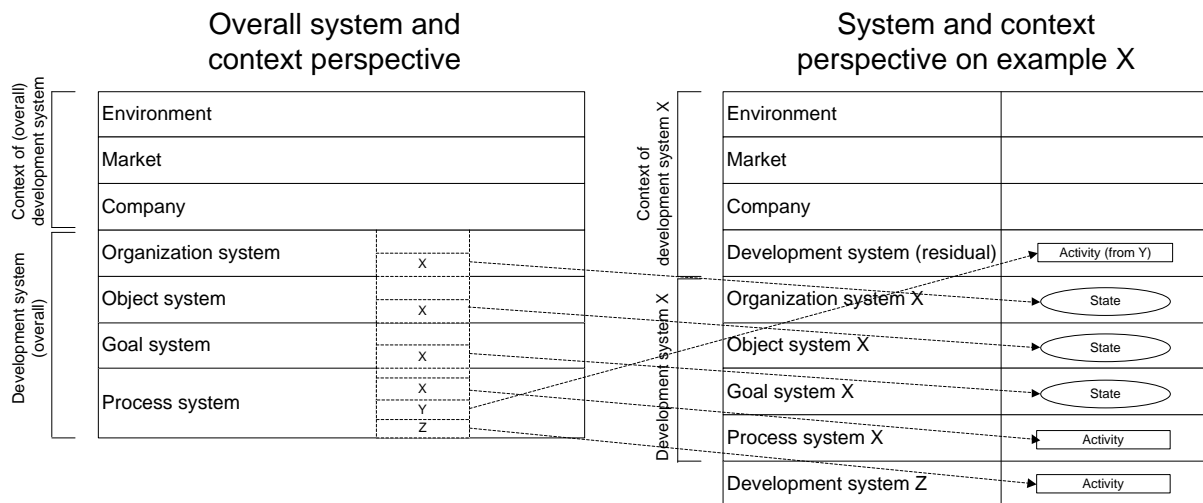 Overall system and
context perspective
System and context
perspective on example X
Context of (overall)
development system
Environment
Market
Company
Development system
(overall)
Organization system
X
Object system
X
Goal system
X
Process system
X
Y
Z
Context of
development system X
Environment
Market
Company
Development system (residual)
Activity (from Y)
Development system X
Organization system X
State
Object system X
State
Goal system X
State
Process system X
Activity
Development system Z
Activity